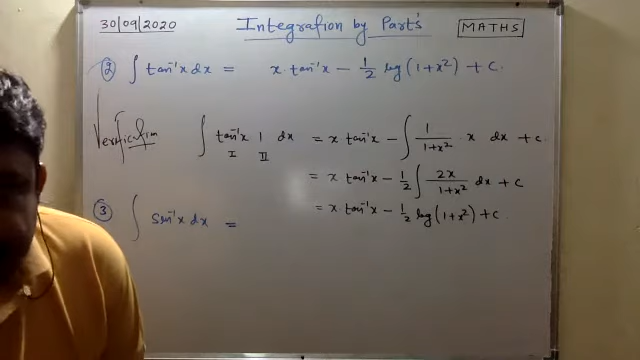 30/09/2020 Integration by Parts MATHS
② ∫ tan⁻¹x dx = x · tan⁻¹x − 1/2 log(1+x²) + c.
Verification ∫ tan⁻¹x 1 dx = x tan⁻¹x − ∫ 1/(1+x²) · x dx + c.
I II
= x tan⁻¹x − 1/2 ∫ 2x/(1+x²) dx + c
= x · tan⁻¹x − 1/2 log(1+x²) + c
③ ∫ sin⁻¹x dx =